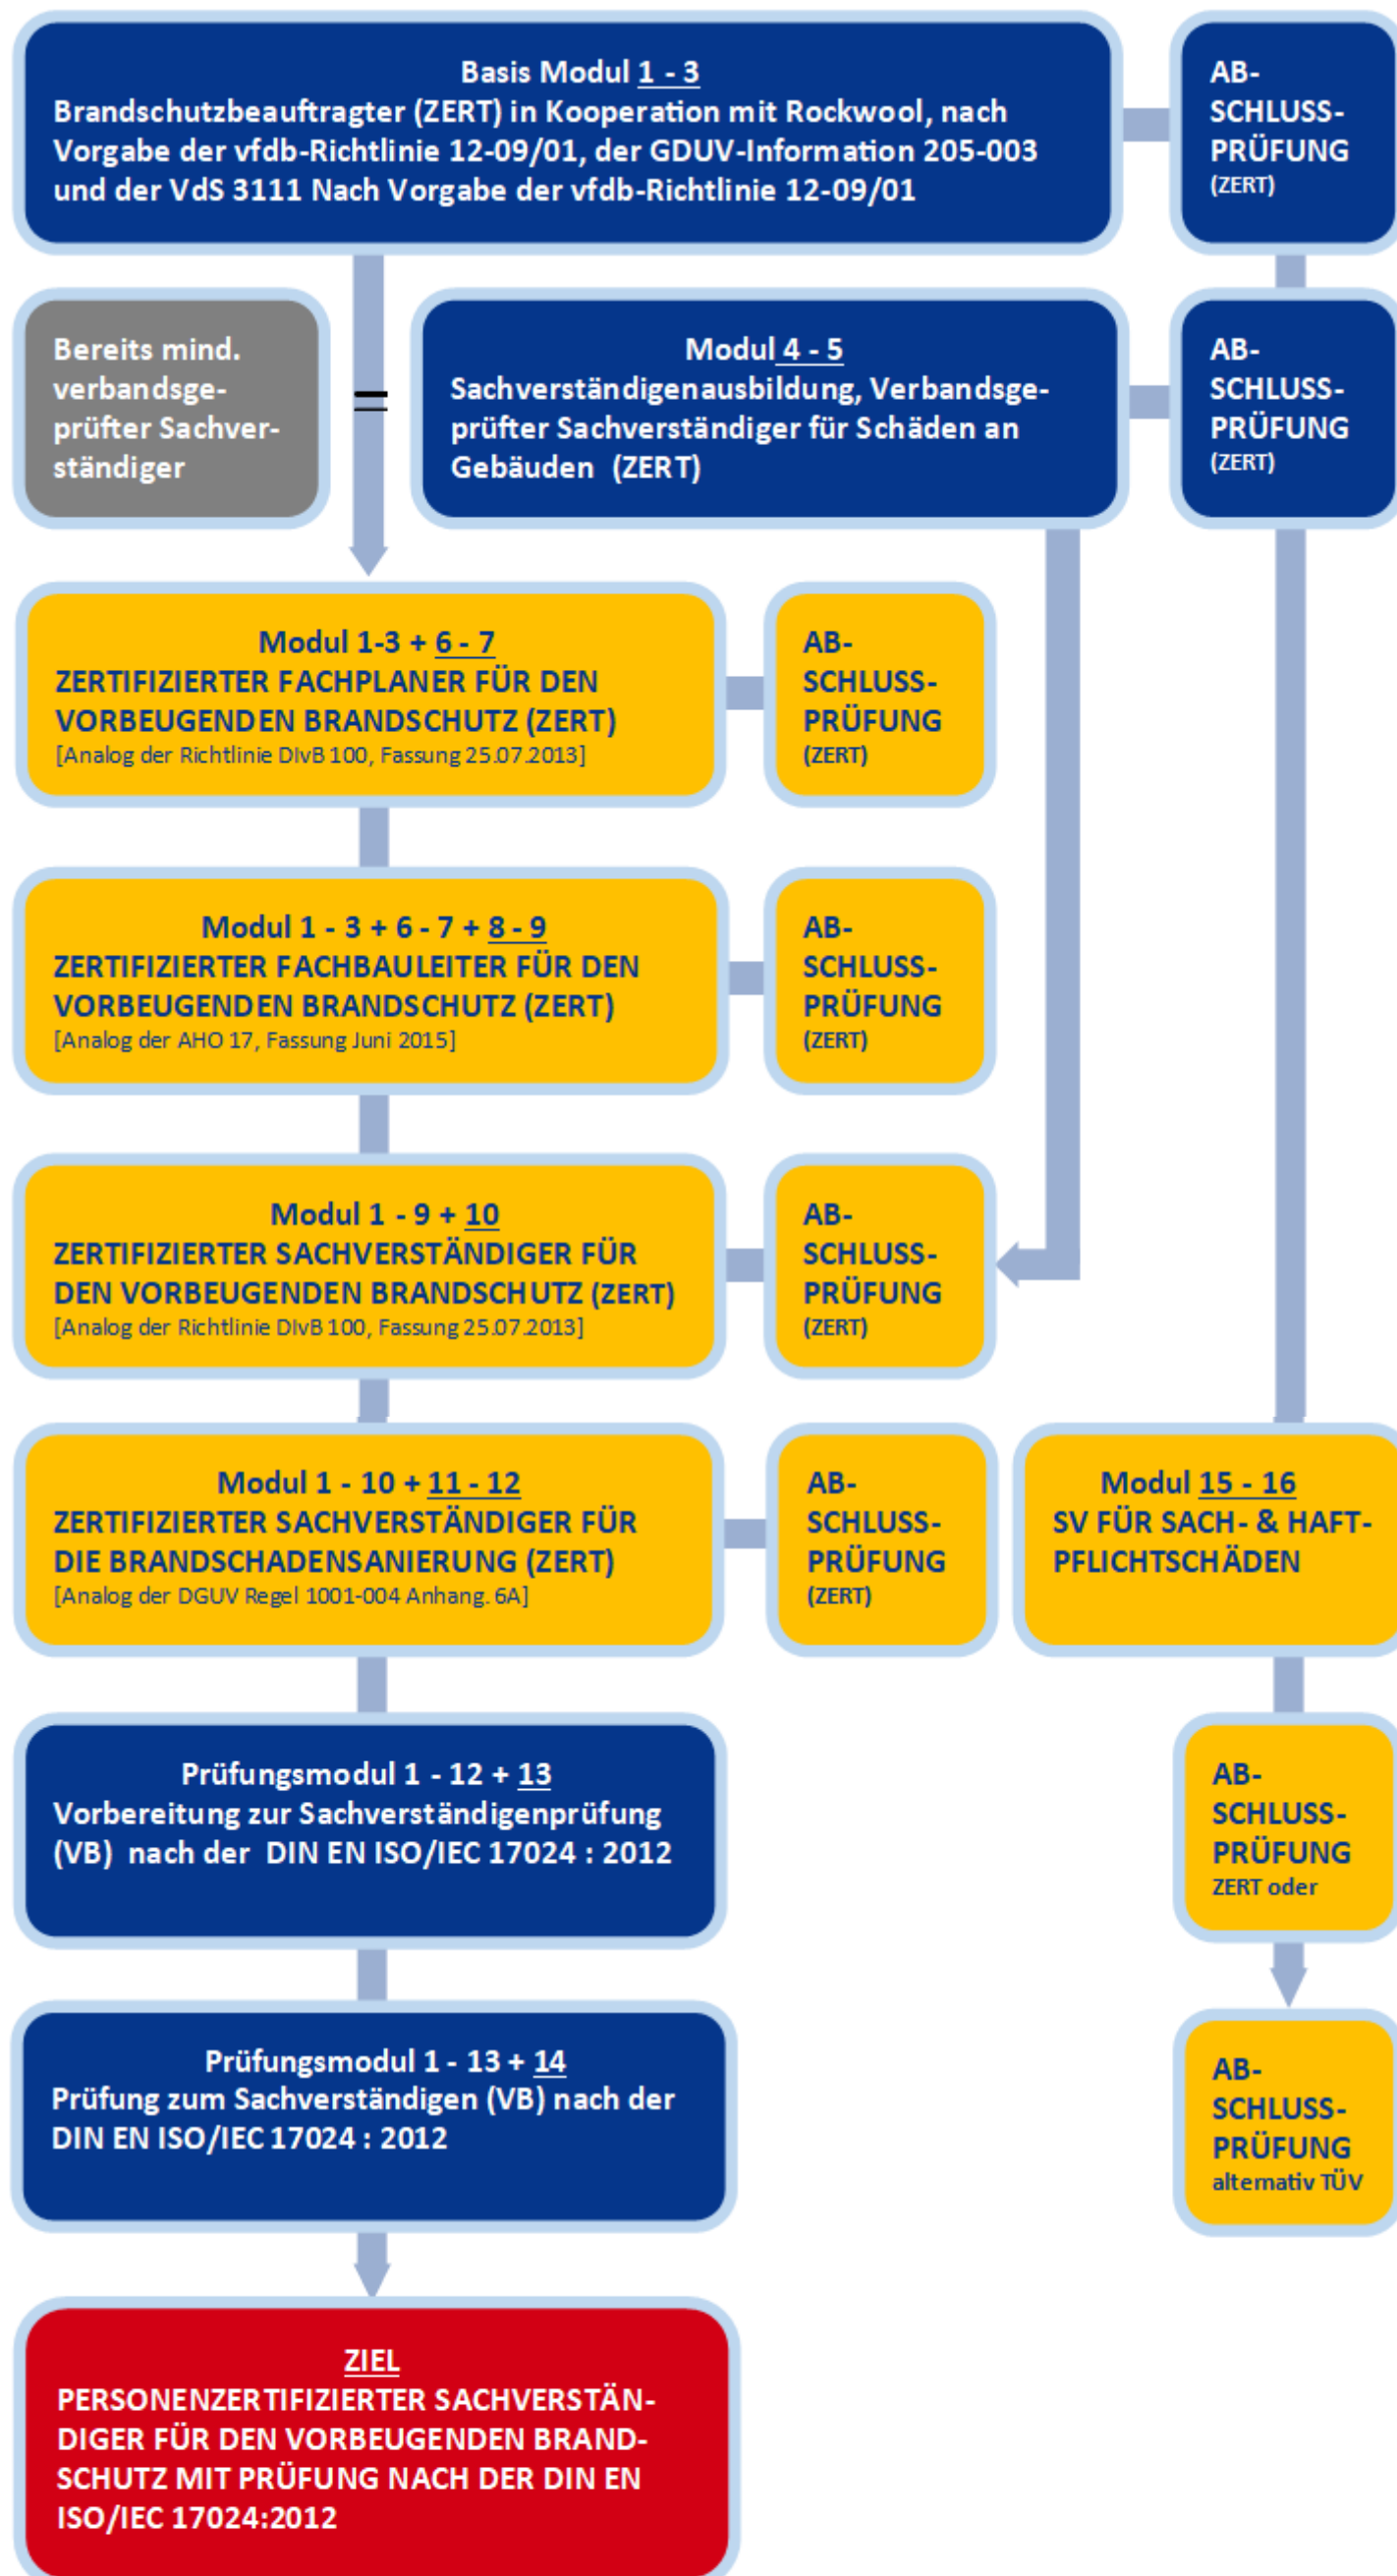 Basis Modul 1 - 3
Brandschutzbeauftragter (ZERT) in Kooperation mit Rockwool, nach
Vorgabe der vfdb-Richtlinie 12-09/01, der GDUV-Information 205-003
und der VdS 3111 Nach Vorgabe der vfdb-Richtlinie 12-09/01
AB-
SCHLUSS-
PRÜFUNG
(ZERT)
Bereits mind.
verbandsge-
prüfter Sachver-
ständiger
=
Modul 4 - 5
Sachverständigenausbildung, Verbandsge-
prüfter Sachverständiger für Schäden an
Gebäuden (ZERT)
AB-
SCHLUSS-
PRÜFUNG
(ZERT)
Modul 1-3 + 6 - 7
ZERTIFIZIERTER FACHPLANER FÜR DEN
VORBEUGENDEN BRANDSCHUTZ (ZERT)
[Analog der Richtlinie DIvB 100, Fassung 25.07.2013]
AB-
SCHLUSS-
PRÜFUNG
(ZERT)
Modul 1 - 3 + 6 - 7 + 8 - 9
ZERTIFIZIERTER FACHBAULEITER FÜR DEN
VORBEUGENDEN BRANDSCHUTZ (ZERT)
[Analog der AHO 17, Fassung Juni 2015]
AB-
SCHLUSS-
PRÜFUNG
(ZERT)
Modul 1 - 9 + 10
ZERTIFIZIERTER SACHVERSTÄNDIGER FÜR
DEN VORBEUGENDEN BRANDSCHUTZ (ZERT)
[Analog der Richtlinie DIvB 100, Fassung 25.07.2013]
AB-
SCHLUSS-
PRÜFUNG
(ZERT)
Modul 1 - 10 + 11 - 12
ZERTIFIZIERTER SACHVERSTÄNDIGER FÜR
DIE BRANDSCHADENSANIERUNG (ZERT)
[Analog der DGUV Regel 1001-004 Anhang. 6A]
AB-
SCHLUSS-
PRÜFUNG
(ZERT)
Modul 15 - 16
SV FÜR SACH- & HAFT-
PFLICHTSCHÄDEN
Prüfungsmodul 1 - 12 + 13
Vorbereitung zur Sachverständigenprüfung
(VB) nach der DIN EN ISO/IEC 17024 : 2012
AB-
SCHLUSS-
PRÜFUNG
ZERT oder
Prüfungsmodul 1 - 13 + 14
Prüfung zum Sachverständigen (VB) nach der
DIN EN ISO/IEC 17024 : 2012
AB-
SCHLUSS-
PRÜFUNG
alternativ TÜV
ZIEL
PERSONENZERTIFIZIERTER SACHVERSTÄN-
DIGER FÜR DEN VORBEUGENDEN BRAND-
SCHUTZ MIT PRÜFUNG NACH DER DIN EN
ISO/IEC 17024:2012